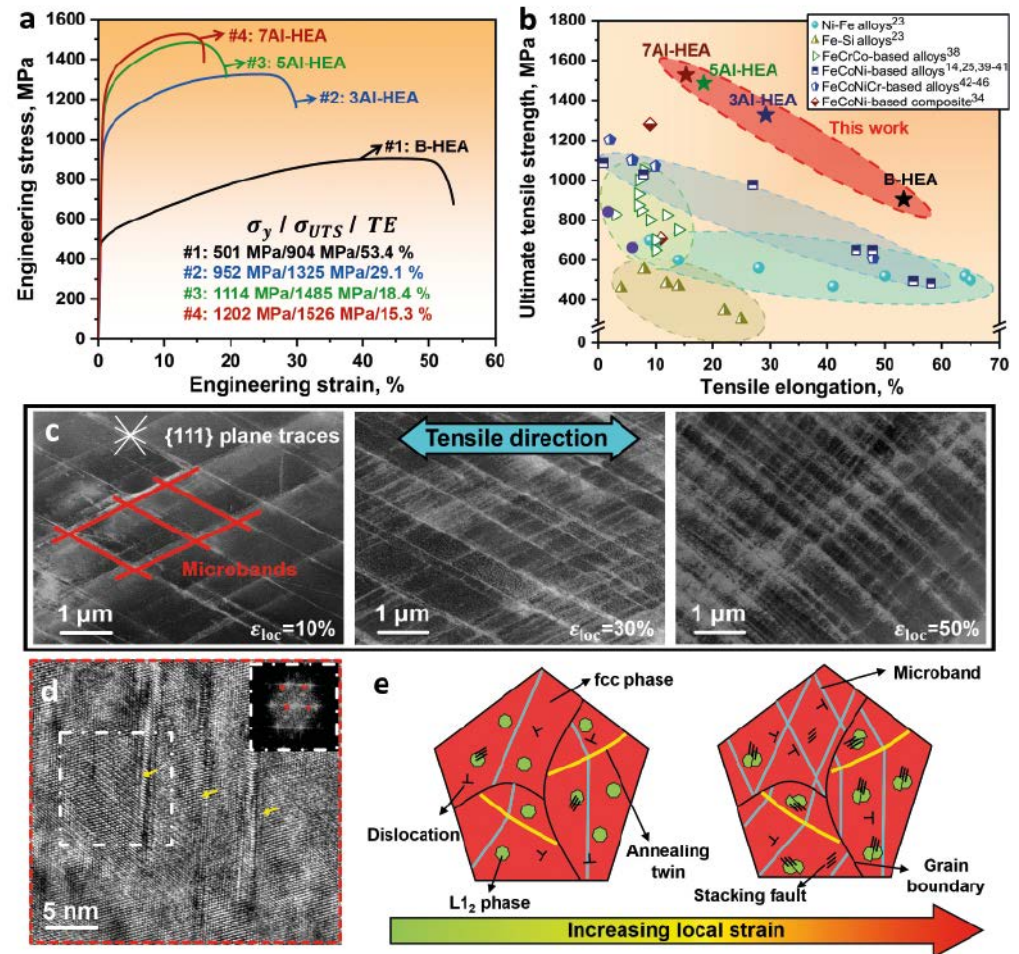 a
1600
1400
1200
1000
800
600
400
200
0
Engineering stress, MPa
#4: 7Al-HEA
#3: 5Al-HEA
#2: 3Al-HEA
#1: B-HEA
σy / σUTS / TE
#1: 501 MPa/904 MPa/53.4 %
#2: 952 MPa/1325 MPa/29.1 %
#3: 1114 MPa/1485 MPa/18.4 %
#4: 1202 MPa/1526 MPa/15.3 %
0 10 20 30 40 50 60
Engineering strain, %
b
1800
1600
1400
1200
1000
800
600
400
Ultimate tensile strength, MPa
Ni-Fe alloys23
Fe-Si alloys23
FeCrCo-based alloys38
FeCoNi-based alloys14,25,39-41
FeCoNiCr-based alloys42-46
FeCoNi-based composite34
7Al-HEA
5Al-HEA
3Al-HEA
This work
B-HEA
0 10 20 30 40 50 60 70
Tensile elongation, %
c
{111} plane traces
Microbands
1 μm
εloc=10%
Tensile direction
1 μm
εloc=30%
1 μm
εloc=50%
d
5 nm
e
fcc phase
Microband
Dislocation
L12 phase
Annealing
twin
Stacking fault
Grain
boundary
Increasing local strain